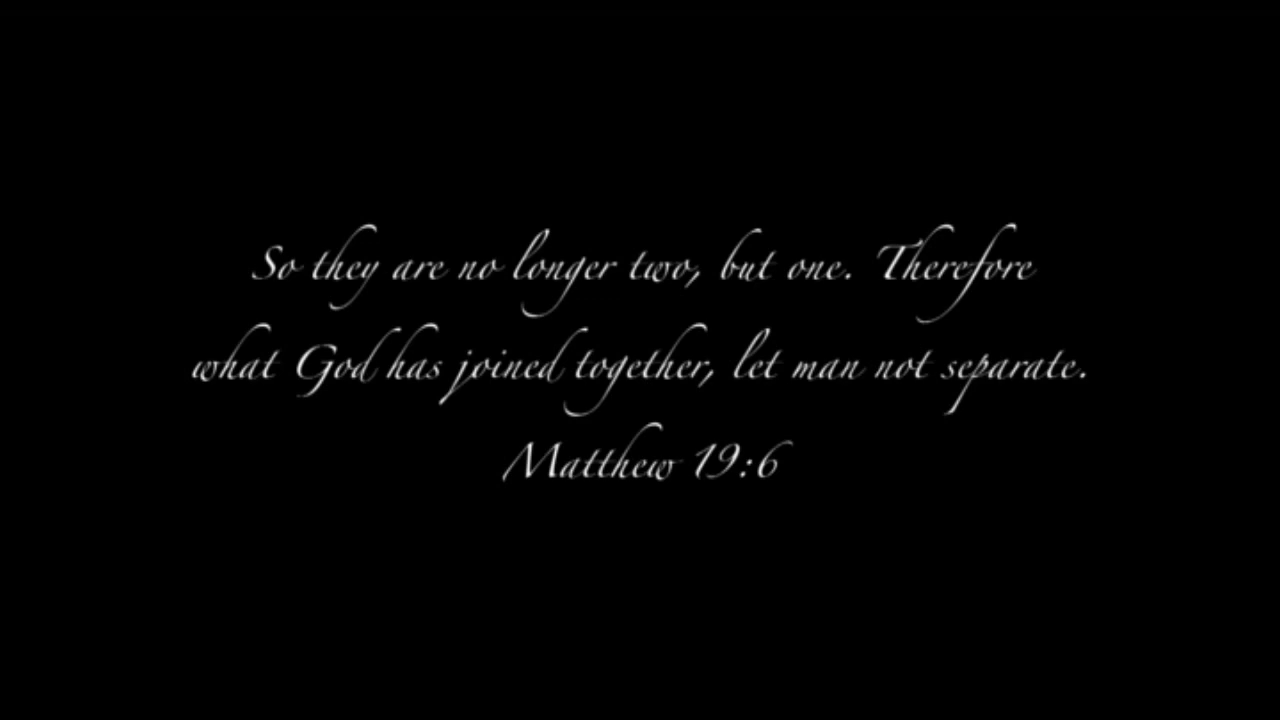 So they are no longer two, but one. Therefore
what God has joined together, let man not separate.
Matthew 19:6